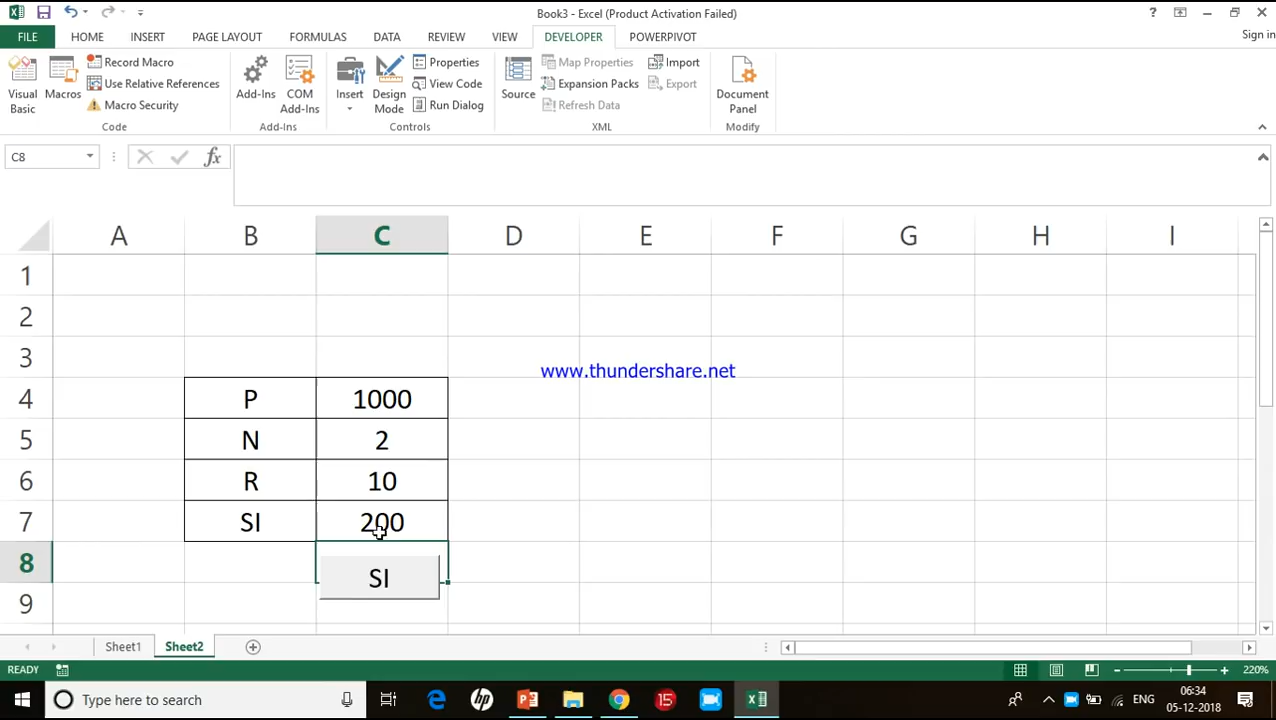 Book3 - Excel (Product Activation Failed)
?
FILE HOME INSERT PAGE LAYOUT FORMULAS DATA REVIEW VIEW DEVELOPER POWERPIVOT Sign in
Visual Basic
Macros
Record Macro
Use Relative References
Macro Security
Code
Add-Ins
COM Add-Ins
Add-Ins
Insert
Design Mode
Properties
View Code
Run Dialog
Controls
Source
Map Properties
Expansion Packs
Refresh Data
Import
Export
XML
Document Panel
Modify
C8 fx
A B C D E F G H I
1
2
3
www.thundershare.net
4 P 1000
5 N 2
6 R 10
7 SI 200
8 SI
9
Sheet1 Sheet2
READY 220%
Type here to search
15
ENG
06:34
05-12-2018